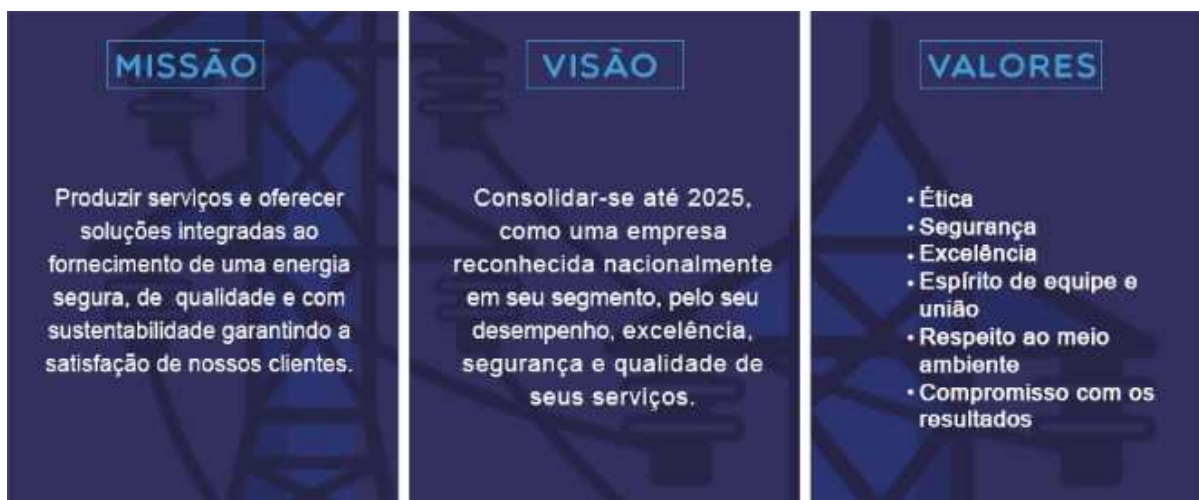 MISSÃO
Produzir serviços e oferecer
soluções integradas ao
fornecimento de uma energia
segura, de qualidade e com
sustentabilidade garantindo a
satisfação de nossos clientes.
VISÃO
Consolidar-se até 2025,
como uma empresa
reconhecida nacionalmente
em seu segmento, pelo seu
desempenho, excelência,
segurança e qualidade de
seus serviços.
VALORES
• Ética
• Segurança
• Excelência
• Espírito de equipe e
união
• Respeito ao meio
ambiente
• Compromisso com os
resultados